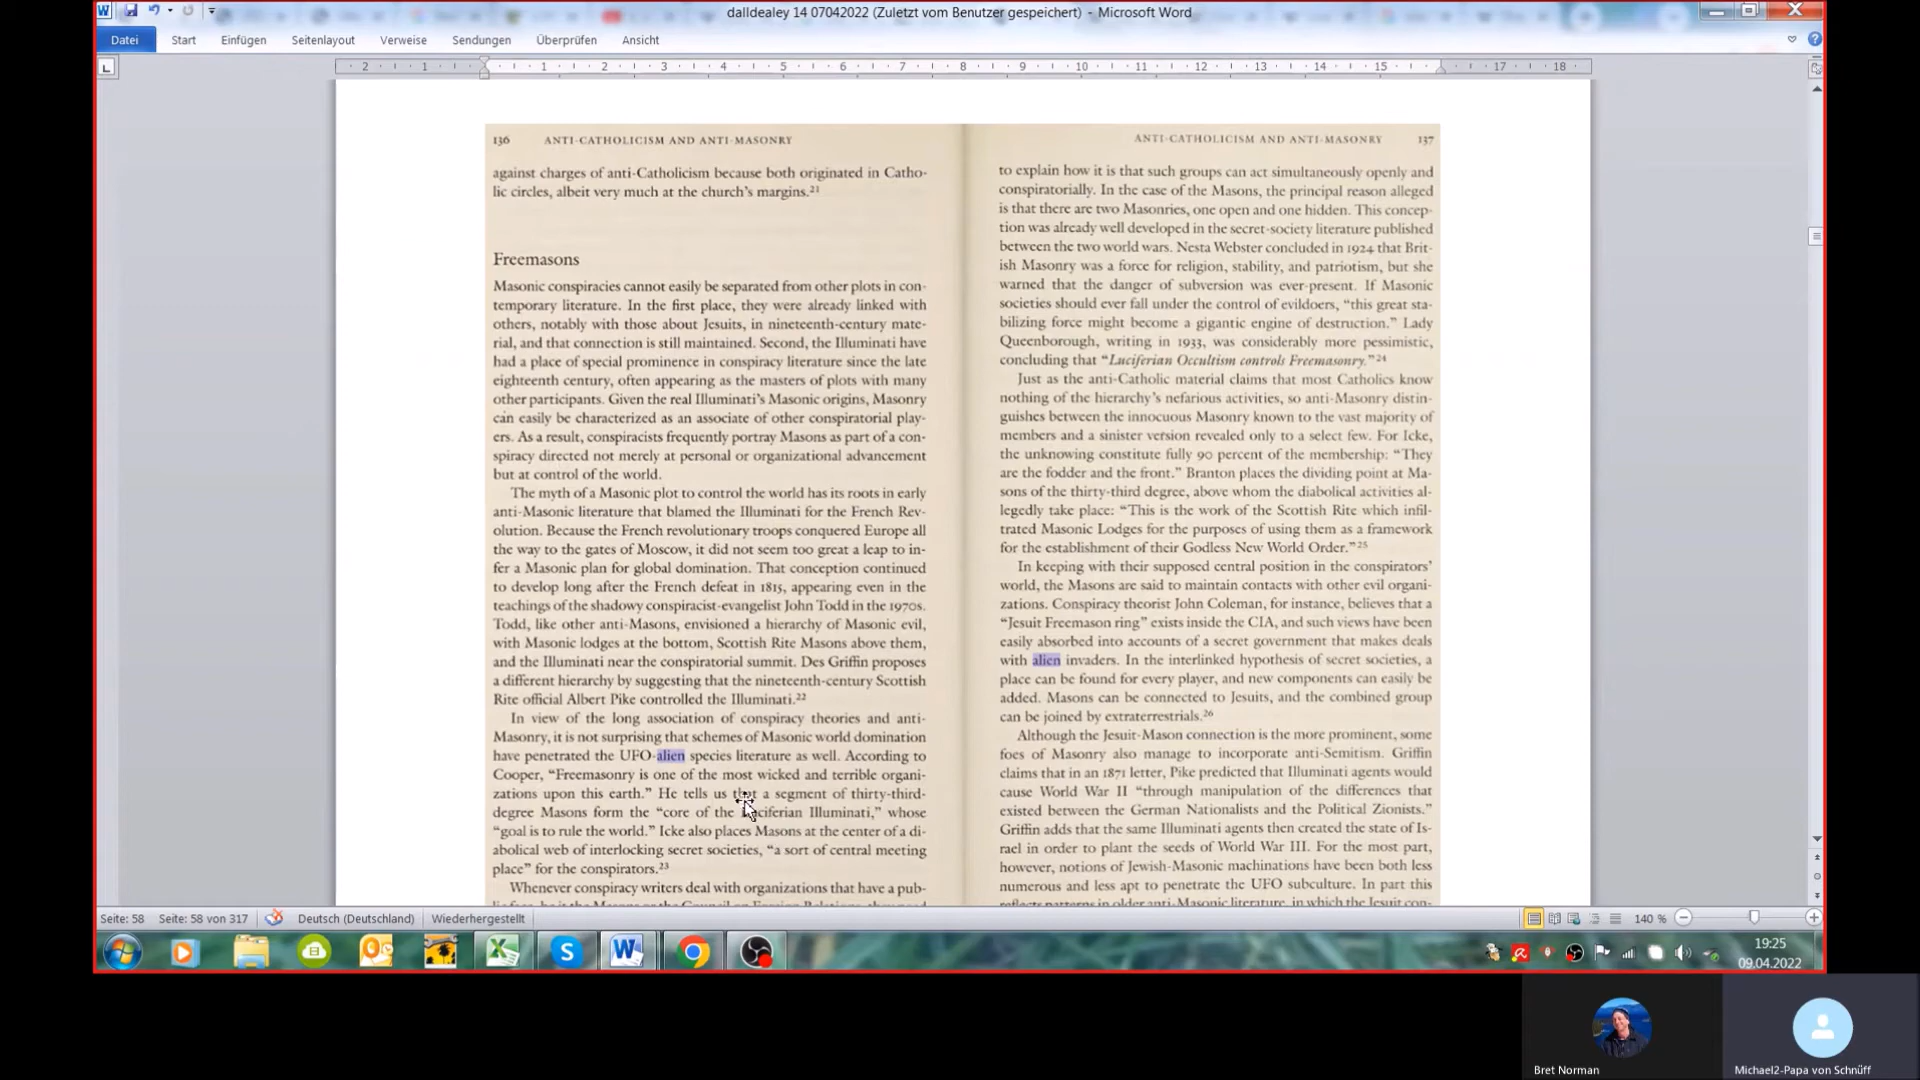 dalldealey 14 07042022 (Zuletzt vom Benutzer gespeichert) - Microsoft Word
Datei Start Einfügen Seitenlayout Verweise Sendungen Überprüfen Ansicht
2 1 1 2 3 4 5 6 7 8 9 10 11 12 13 14 15 17 18
136 ANTI-CATHOLICISM AND ANTI-MASONRY
against charges of anti-Catholicism because both originated in Catho-
lic circles, albeit very much at the church's margins.21
Freemasons
Masonic conspiracies cannot easily be separated from other plots in con-
temporary literature. In the first place, they were already linked with
others, notably with those about Jesuits, in nineteenth-century mate-
rial, and that connection is still maintained. Second, the Illuminati have
had a place of special prominence in conspiracy literature since the late
eighteenth century, often appearing as the masters of plots with many
other participants. Given the real Illuminati's Masonic origins, Masonry
can easily be characterized as an associate of other conspiratorial play-
ers. As a result, conspiracists frequently portray Masons as part of a con-
spiracy directed not merely at personal or organizational advancement
but at control of the world.
The myth of a Masonic plot to control the world has its roots in early
anti-Masonic literature that blamed the Illuminati for the French Rev-
olution. Because the French revolutionary troops conquered Europe all
the way to the gates of Moscow, it did not seem too great a leap to in-
fer a Masonic plan for global domination. That conception continued
to develop long after the French defeat in 1815, appearing even in the
teachings of the shadowy conspiracist-evangelist John Todd in the 1970s.
Todd, like other anti-Masons, envisioned a hierarchy of Masonic evil,
with Masonic lodges at the bottom, Scottish Rite Masons above them,
and the Illuminati near the conspiratorial summit. Des Griffin proposes
a different hierarchy by suggesting that the nineteenth-century Scottish
Rite official Albert Pike controlled the Illuminati.22
In view of the long association of conspiracy theories and anti-
Masonry, it is not surprising that schemes of Masonic world domination
have penetrated the UFO-alien species literature as well. According to
Cooper, “Freemasonry is one of the most wicked and terrible organi-
zations upon this earth.” He tells us that a segment of thirty-third-
degree Masons form the “core of the Luciferian Illuminati,” whose
“goal is to rule the world.” Icke also places Masons at the center of a di-
abolical web of interlocking secret societies, “a sort of central meeting
place” for the conspirators.23
Whenever conspiracy writers deal with organizations that have a pub-
ANTI-CATHOLICISM AND ANTI-MASONRY 137
to explain how it is that such groups can act simultaneously openly and
conspiratorially. In the case of the Masons, the principal reason alleged
is that there are two Masonries, one open and one hidden. This concep-
tion was already well developed in the secret-society literature published
between the two world wars. Nesta Webster concluded in 1924 that Brit-
ish Masonry was a force for religion, stability, and patriotism, but she
warned that the danger of subversion was ever-present. If Masonic
societies should ever fall under the control of evildoers, “this great sta-
bilizing force might become a gigantic engine of destruction.” Lady
Queenborough, writing in 1933, was considerably more pessimistic,
concluding that “Luciferian Occultism controls Freemasonry.”24
Just as the anti-Catholic material claims that most Catholics know
nothing of the hierarchy's nefarious activities, so anti-Masonry distin-
guishes between the innocuous Masonry known to the vast majority of
members and a sinister version revealed only to a select few. For Icke,
the unknowing constitute fully 90 percent of the membership: “They
are the fodder and the front.” Branton places the dividing point at Ma-
sons of the thirty-third degree, above whom the diabolical activities al-
legedly take place: “This is the work of the Scottish Rite which infil-
trated Masonic Lodges for the purposes of using them as a framework
for the establishment of their Godless New World Order.”25
In keeping with their supposed central position in the conspirators'
world, the Masons are said to maintain contacts with other evil organi-
zations. Conspiracy theorist John Coleman, for instance, believes that a
“Jesuit Freemason ring” exists inside the CIA, and such views have been
easily absorbed into accounts of a secret government that makes deals
with alien invaders. In the interlinked hypothesis of secret societies, a
place can be found for every player, and new components can easily be
added. Masons can be connected to Jesuits, and the combined group
can be joined by extraterrestrials.26
Although the Jesuit-Mason connection is the more prominent, some
foes of Masonry also manage to incorporate anti-Semitism. Griffin
claims that in an 1871 letter, Pike predicted that Illuminati agents would
cause World War II “through manipulation of the differences that
existed between the German Nationalists and the Political Zionists.”
Griffin adds that the same Illuminati agents then created the state of Is-
rael in order to plant the seeds of World War III. For the most part,
however, notions of Jewish-Masonic machinations have been both less
numerous and less apt to penetrate the UFO subculture. In part this
reflects patterns in older anti-Masonic literature, in which the Jesuit con-
Seite: 58 Seite: 58 von 317 Deutsch (Deutschland) Wiederhergestellt 140 %
19:25
09.04.2022
Bret Norman
Michael2-Papa von Schnüff